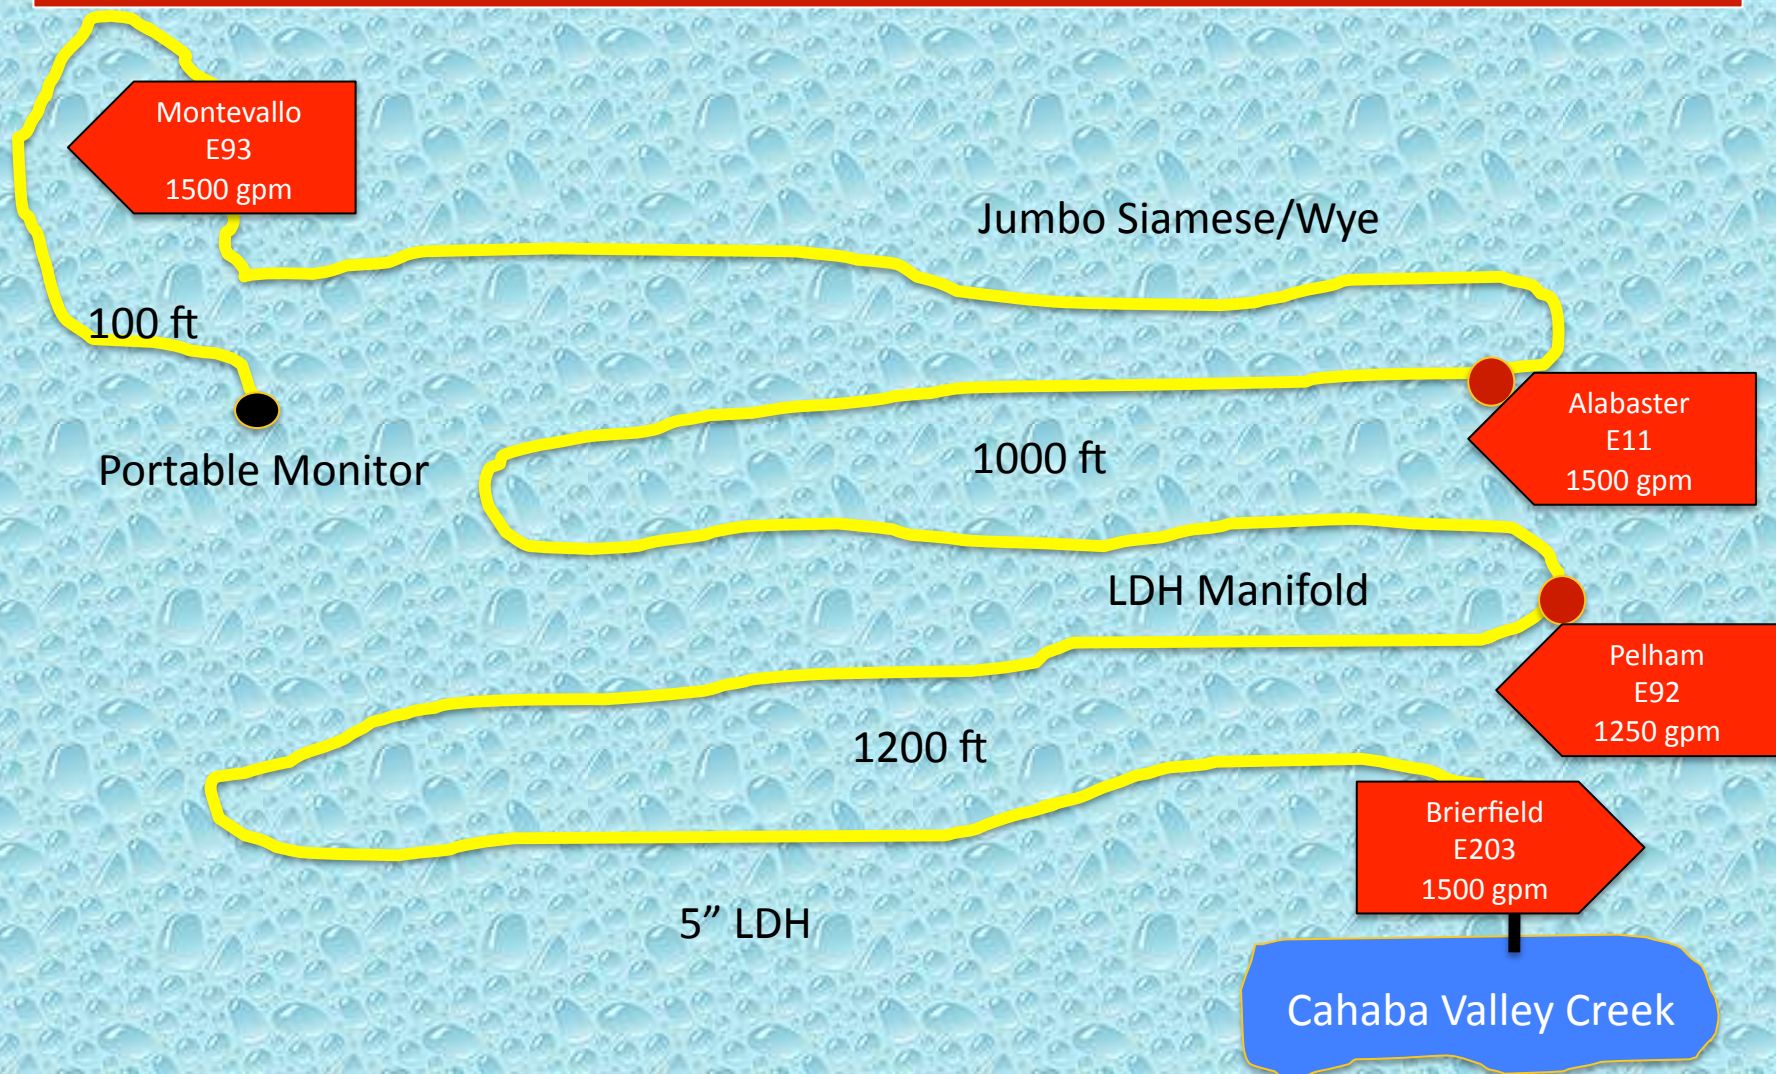 Montevallo
E93
1500 gpm
Jumbo Siamese/Wye
100 ft
Portable Monitor
Alabaster
E11
1500 gpm
1000 ft
LDH Manifold
Pelham
E92
1250 gpm
1200 ft
Brierfield
E203
1500 gpm
5” LDH
Cahaba Valley Creek